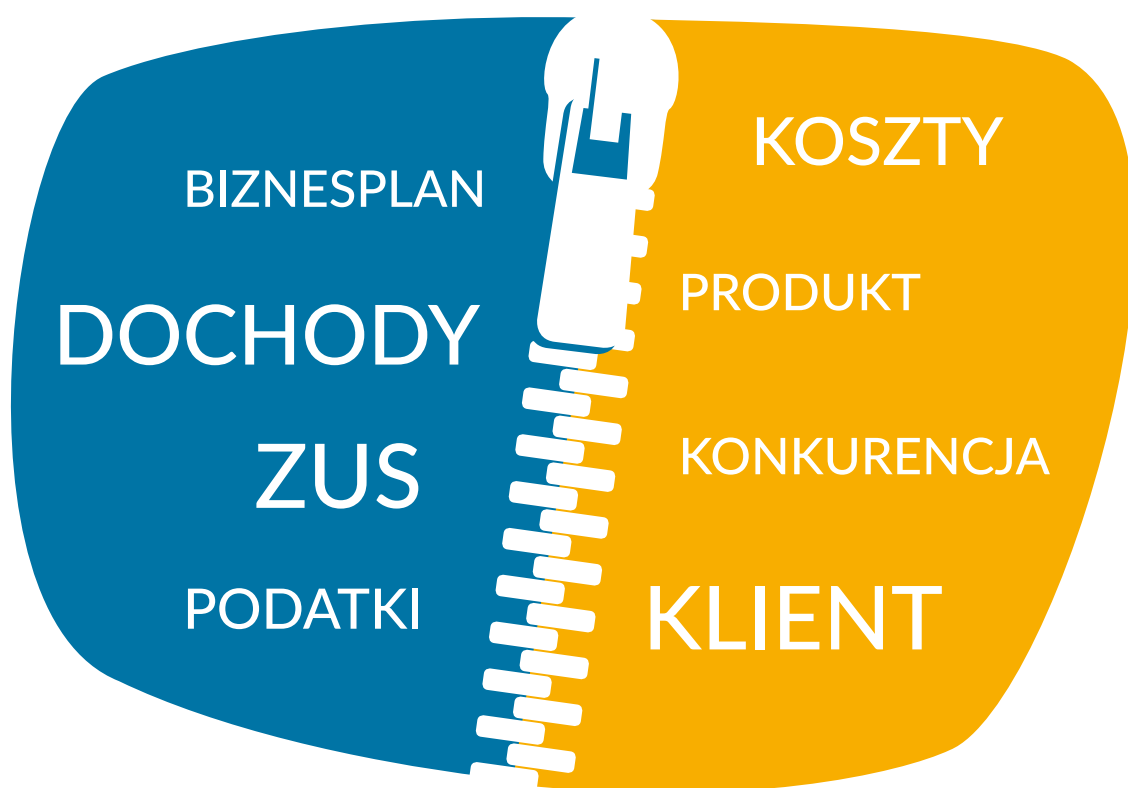 BIZNESPLAN
DOCHODY
ZUS
PODATKI
KOSZTY
PRODUKT
KONKURENCJA
KLIENT